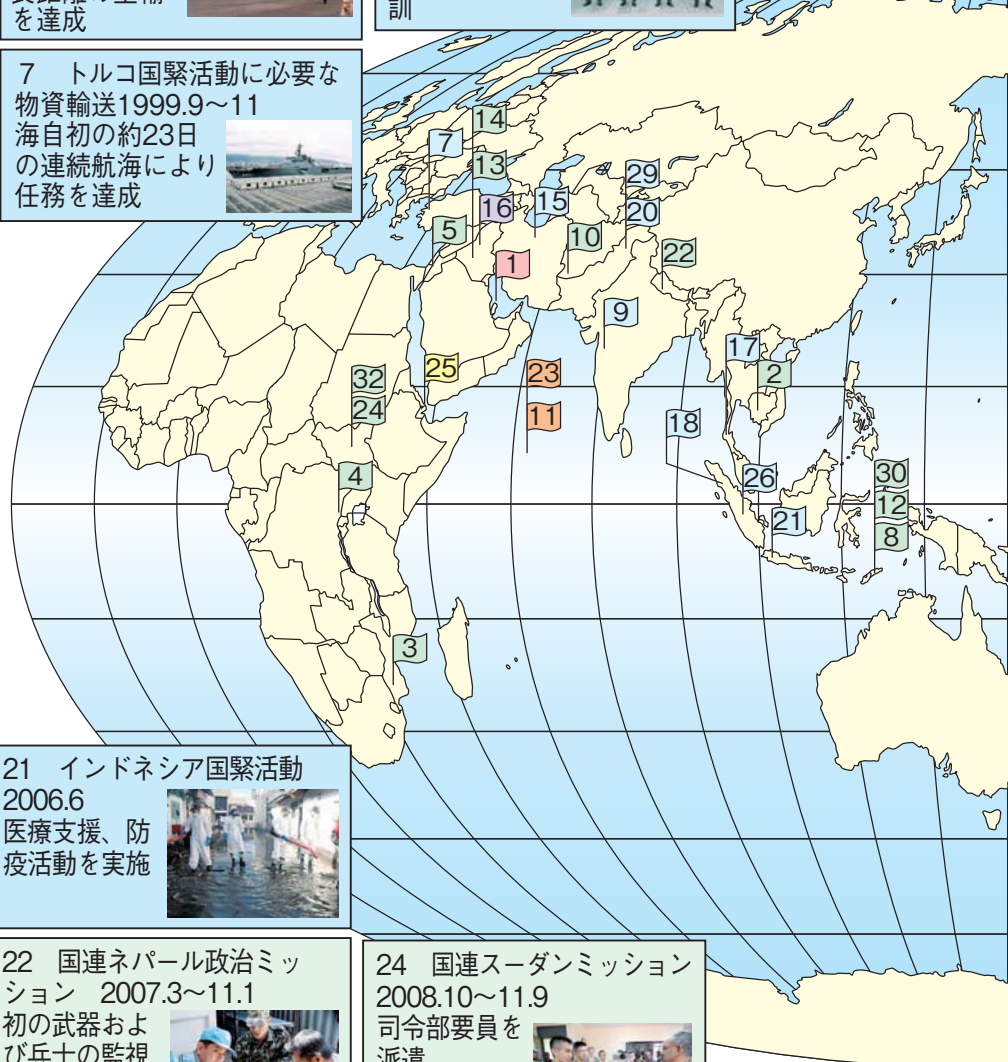 を達成
訓
7　トルコ国緊活動に必要な
物資輸送1999.9〜11
海自初の約23日
の連続航海により
任務を達成
14
7
13
29
15
20
16
5
10
22
1
9
17
25
23
2
32
24
11
18
4
26
30
12
21
8
3
21　インドネシア国緊活動
2006.6
医療支援、防
疫活動を実施
22　国連ネパール政治ミッ
ション　2007.3〜11.1
初の武器およ
び兵士の監視
24　国連スーダンミッション
2008.10〜11.9
司令部要員を
派遣